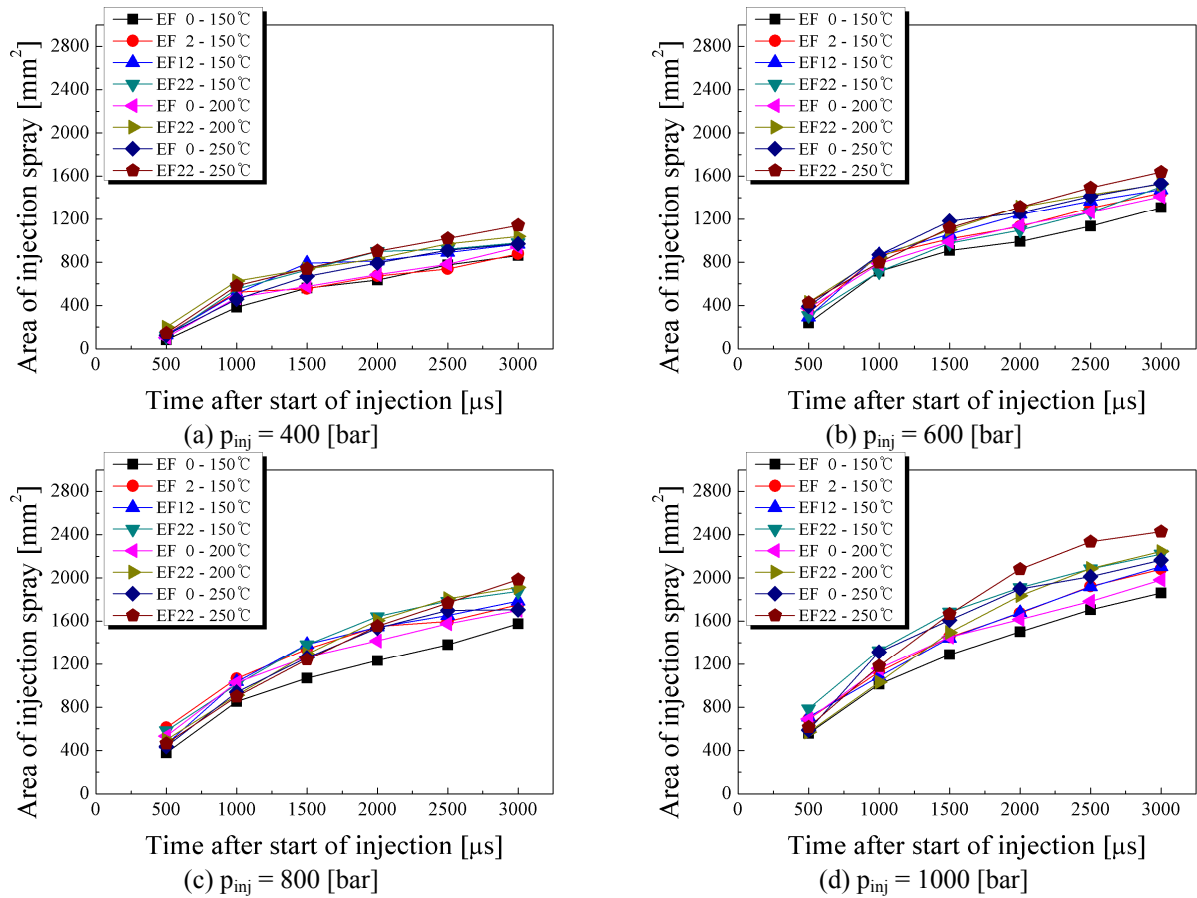 EF 0 - 150℃
EF 2 - 150℃
EF12 - 150℃
EF22 - 150℃
EF 0 - 200℃
EF22 - 200℃
EF 0 - 250℃
EF22 - 250℃
2800
2400
2000
1600
1200
800
400
0
0 500 1000 1500 2000 2500 3000
Area of injection spray [mm²]
Time after start of injection [μs]
(a) pinj = 400 [bar]
EF 0 - 150℃
EF 2 - 150℃
EF12 - 150℃
EF22 - 150℃
EF 0 - 200℃
EF22 - 200℃
EF 0 - 250℃
EF22 - 250℃
2800
2400
2000
1600
1200
800
400
0
0 500 1000 1500 2000 2500 3000
Area of injection spray [mm²]
Time after start of injection [μs]
(b) pinj = 600 [bar]
EF 0 - 150℃
EF 2 - 150℃
EF12 - 150℃
EF22 - 150℃
EF 0 - 200℃
EF22 - 200℃
EF 0 - 250℃
EF22 - 250℃
2800
2400
2000
1600
1200
800
400
0
0 500 1000 1500 2000 2500 3000
Area of injection spray [mm²]
Time after start of injection [μs]
(c) pinj = 800 [bar]
EF 0 - 150℃
EF 2 - 150℃
EF12 - 150℃
EF22 - 150℃
EF 0 - 200℃
EF22 - 200℃
EF 0 - 250℃
EF22 - 250℃
2800
2400
2000
1600
1200
800
400
0
0 500 1000 1500 2000 2500 3000
Area of injection spray [mm²]
Time after start of injection [μs]
(d) pinj = 1000 [bar]